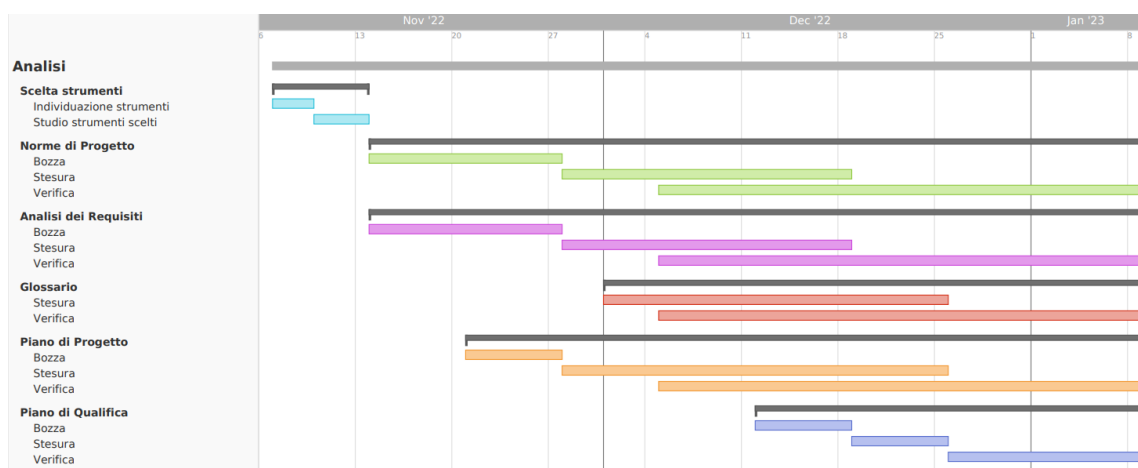 Nov '22 Dec '22 Jan '23
6 13 20 27 4 11 18 25 1 8
Analisi
Scelta strumenti
Individuazione strumenti
Studio strumenti scelti
Norme di Progetto
Bozza
Stesura
Verifica
Analisi dei Requisiti
Bozza
Stesura
Verifica
Glossario
Stesura
Verifica
Piano di Progetto
Bozza
Stesura
Verifica
Piano di Qualifica
Bozza
Stesura
Verifica